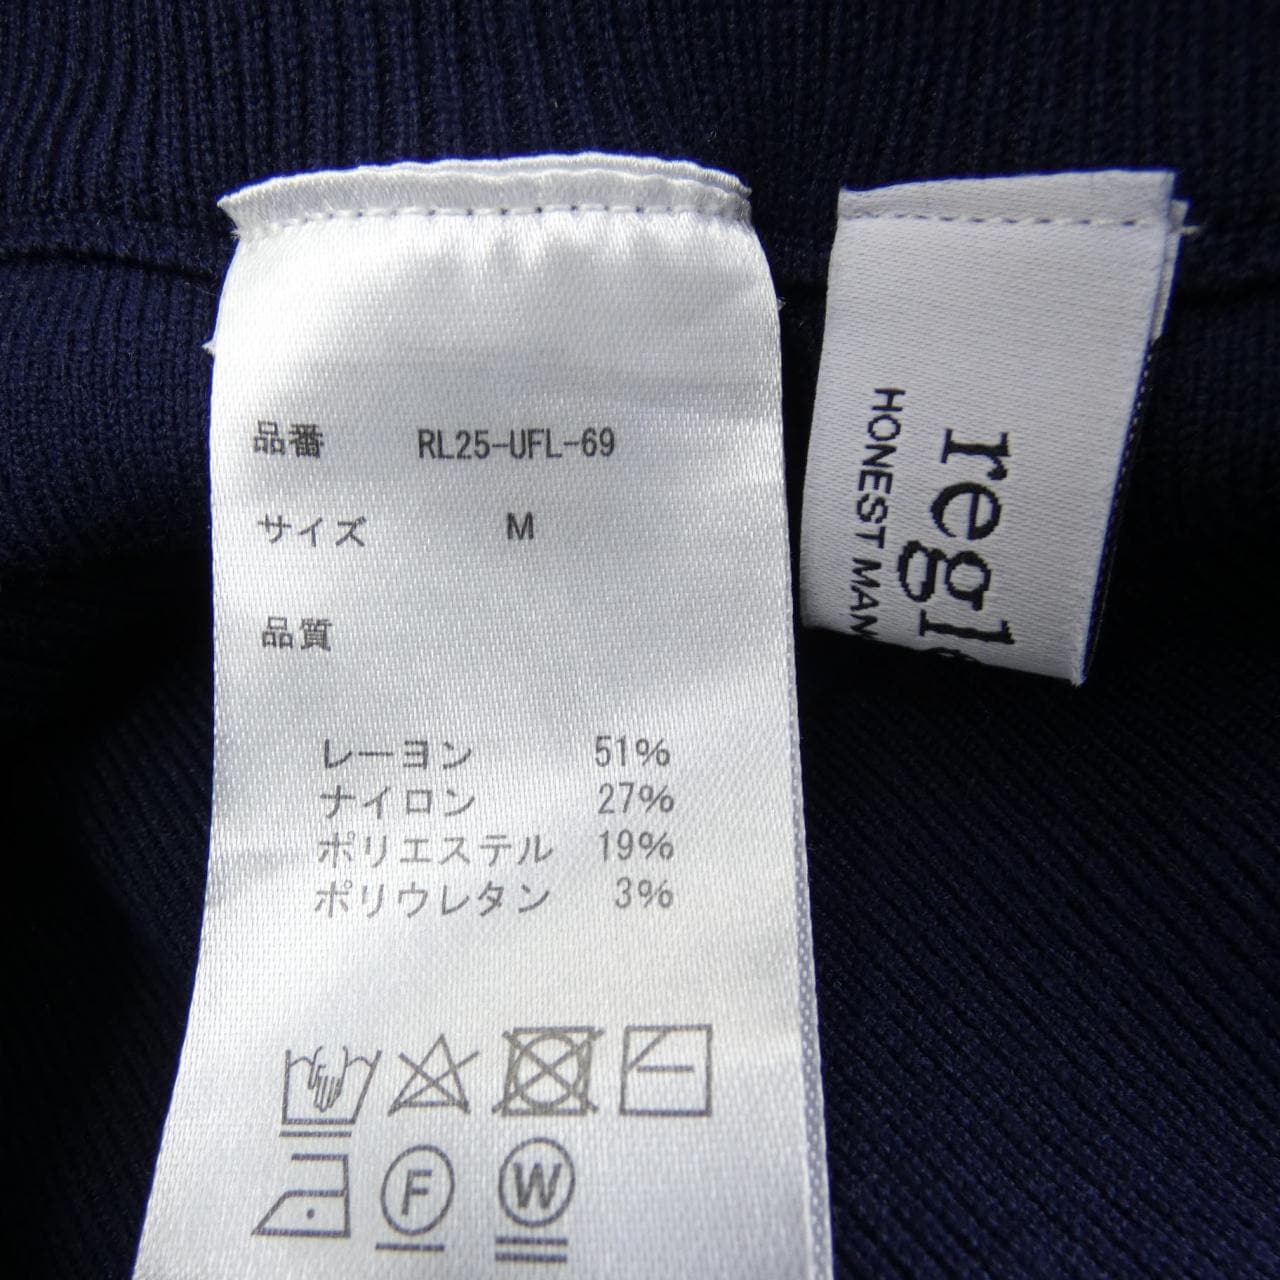 品番 RL25-UFL-69
サイズ M
品質
レーヨン 51%
ナイロン 27%
ポリエステル 19%
ポリウレタン 3%
F
W
regl
HONEST MAN